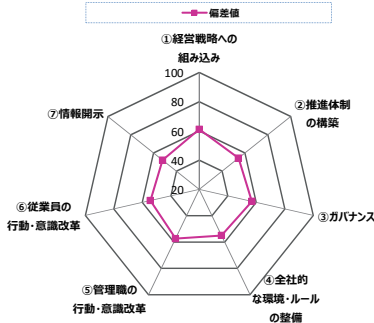 偏差値
①経営戦略への
組み込み
100
80
60
40
20
②推進体制
の構築
③ガバナンス
④全社的
な環境・ルール
の整備
⑤管理職の
行動・意識改革
⑥従業員の
行動・意識改革
⑦情報開示